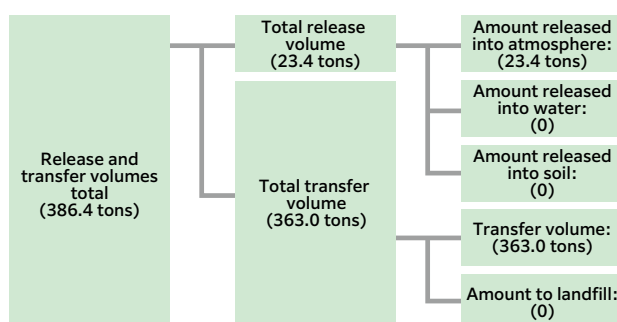 Release and
transfer volumes
total
(386.4 tons)
Total release
volume
(23.4 tons)
Total transfer
volume
(363.0 tons)
Amount released
into atmosphere:
(23.4 tons)
Amount released
into water:
(0)
Amount released
into soil:
(0)
Transfer volume:
(363.0 tons)
Amount to landfill:
(0)